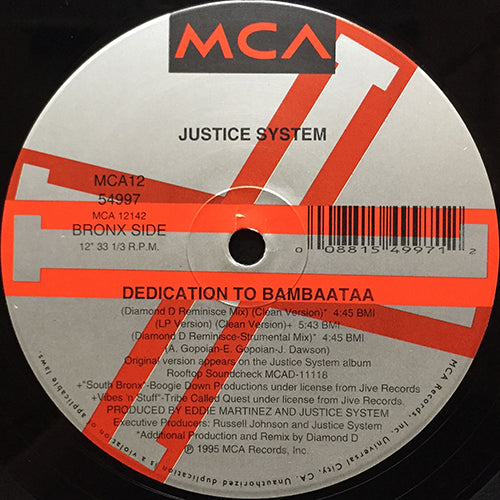 MCA
JUSTICE SYSTEM
MCA12
54997
MCA 12142
BRONX SIDE
12" 33 1/3 R.P.M.
0 08815 49971 2
DEDICATION TO BAMBAATAA
(Diamond D Reminisce Mix) (Clean Version)* 4:45 BMI
(LP Version) (Clean Version)+ 5:43 BMI
(Diamond D Reminisce-Strumental Mix)* 4:45 BMI
(A. Gopoian-E. Gopoian-J. Dawson)
Original version appears on the Justice System album
Rooftop Soundcheck MCAD-11118
+"South Bronx"-Boogie Down Productions under license from Jive Records
+"Vibes 'n Stuff"-Tribe Called Quest under license from Jive Records.
PRODUCED BY EDDIE MARTINEZ AND JUSTICE SYSTEM
Executive Producers: Russell Johnson and Justice System
*Additional Production and Remix by Diamond D
℗ 1995 MCA Records, Inc.
MCA Records, Inc. Universal City, CA. Unauthorized duplication is a violation of applicable laws.